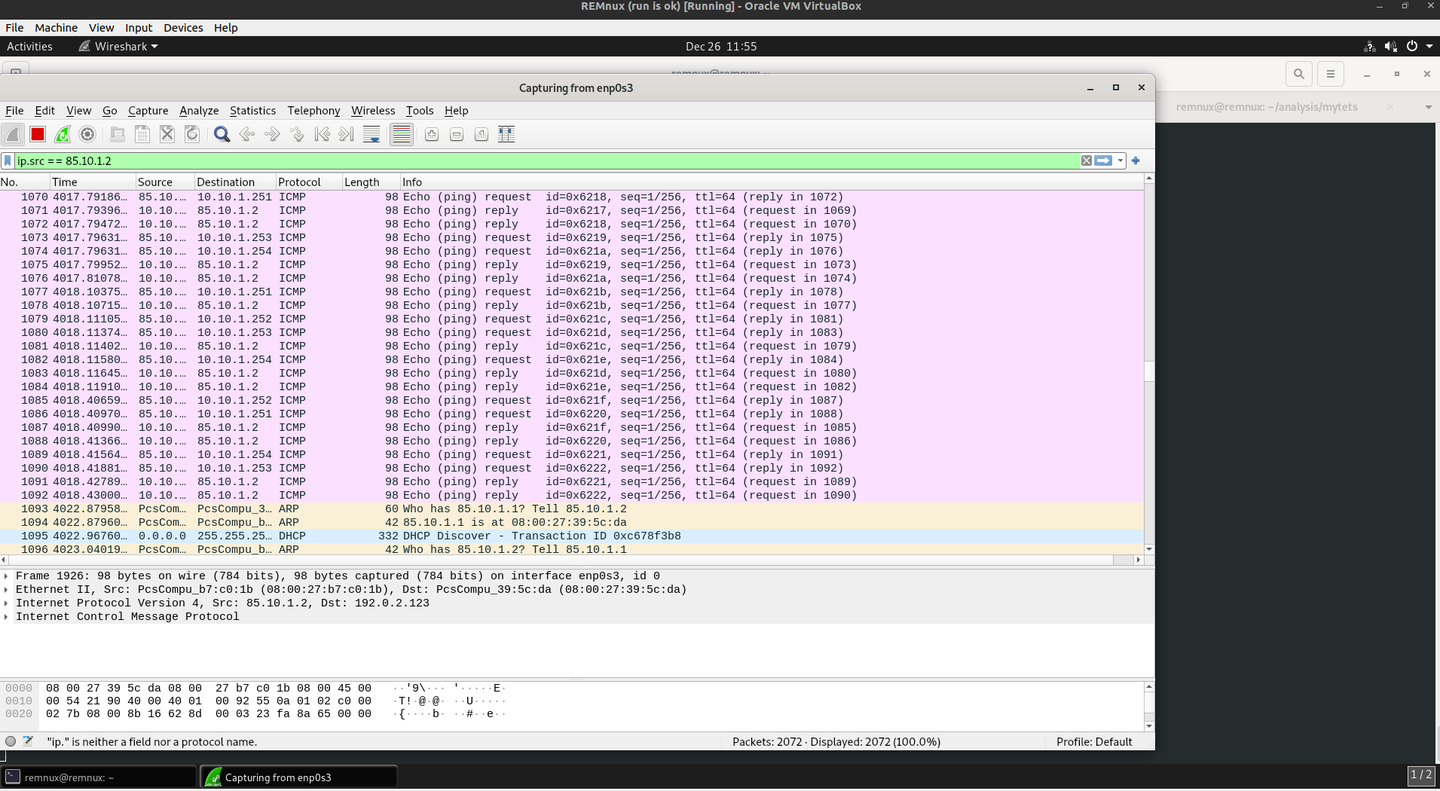 REMnux (run is ok) [Running] - Oracle VM VirtualBox
File Machine View Input Devices Help
Activities Wireshark Dec 26 11:55
Capturing from enp0s3
File Edit View Go Capture Analyze Statistics Telephony Wireless Tools Help
remnux@remnux: ~/analysis/mytets
ip.src == 85.10.1.2
No. Time Source Destination Protocol Length Info
1070 4017.79186… 85.10.… 10.10.1.251 ICMP 98 Echo (ping) request id=0x6218, seq=1/256, ttl=64 (reply in 1072)
1071 4017.79396… 10.10.… 85.10.1.2 ICMP 98 Echo (ping) reply id=0x6217, seq=1/256, ttl=64 (request in 1069)
1072 4017.79472… 10.10.… 85.10.1.2 ICMP 98 Echo (ping) reply id=0x6218, seq=1/256, ttl=64 (request in 1070)
1073 4017.79631… 85.10.… 10.10.1.253 ICMP 98 Echo (ping) request id=0x6219, seq=1/256, ttl=64 (reply in 1075)
1074 4017.79631… 85.10.… 10.10.1.254 ICMP 98 Echo (ping) request id=0x621a, seq=1/256, ttl=64 (reply in 1076)
1075 4017.79952… 10.10.… 85.10.1.2 ICMP 98 Echo (ping) reply id=0x6219, seq=1/256, ttl=64 (request in 1073)
1076 4017.81078… 10.10.… 85.10.1.2 ICMP 98 Echo (ping) reply id=0x621a, seq=1/256, ttl=64 (request in 1074)
1077 4018.10375… 85.10.… 10.10.1.251 ICMP 98 Echo (ping) request id=0x621b, seq=1/256, ttl=64 (reply in 1078)
1078 4018.10715… 10.10.… 85.10.1.2 ICMP 98 Echo (ping) reply id=0x621b, seq=1/256, ttl=64 (request in 1077)
1079 4018.11105… 85.10.… 10.10.1.252 ICMP 98 Echo (ping) request id=0x621c, seq=1/256, ttl=64 (reply in 1081)
1080 4018.11374… 85.10.… 10.10.1.253 ICMP 98 Echo (ping) request id=0x621d, seq=1/256, ttl=64 (reply in 1083)
1081 4018.11402… 10.10.… 85.10.1.2 ICMP 98 Echo (ping) reply id=0x621c, seq=1/256, ttl=64 (request in 1079)
1082 4018.11580… 85.10.… 10.10.1.254 ICMP 98 Echo (ping) request id=0x621e, seq=1/256, ttl=64 (reply in 1084)
1083 4018.11645… 10.10.… 85.10.1.2 ICMP 98 Echo (ping) reply id=0x621d, seq=1/256, ttl=64 (request in 1080)
1084 4018.11910… 10.10.… 85.10.1.2 ICMP 98 Echo (ping) reply id=0x621e, seq=1/256, ttl=64 (request in 1082)
1085 4018.40659… 85.10.… 10.10.1.252 ICMP 98 Echo (ping) request id=0x621f, seq=1/256, ttl=64 (reply in 1087)
1086 4018.40970… 85.10.… 10.10.1.251 ICMP 98 Echo (ping) request id=0x6220, seq=1/256, ttl=64 (reply in 1088)
1087 4018.40990… 10.10.… 85.10.1.2 ICMP 98 Echo (ping) reply id=0x621f, seq=1/256, ttl=64 (request in 1085)
1088 4018.41366… 10.10.… 85.10.1.2 ICMP 98 Echo (ping) reply id=0x6220, seq=1/256, ttl=64 (request in 1086)
1089 4018.41564… 85.10.… 10.10.1.254 ICMP 98 Echo (ping) request id=0x6221, seq=1/256, ttl=64 (reply in 1091)
1090 4018.41881… 85.10.… 10.10.1.253 ICMP 98 Echo (ping) request id=0x6222, seq=1/256, ttl=64 (reply in 1092)
1091 4018.42789… 10.10.… 85.10.1.2 ICMP 98 Echo (ping) reply id=0x6221, seq=1/256, ttl=64 (request in 1089)
1092 4018.43000… 10.10.… 85.10.1.2 ICMP 98 Echo (ping) reply id=0x6222, seq=1/256, ttl=64 (request in 1090)
1093 4022.87958… PcsCom… PcsCompu_3… ARP 60 Who has 85.10.1.1? Tell 85.10.1.2
1094 4022.87960… PcsCom… PcsCompu_b… ARP 42 85.10.1.1 is at 08:00:27:39:5c:da
1095 4022.96760… 0.0.0.0 255.255.25… DHCP 332 DHCP Discover - Transaction ID 0xc678f3b8
1096 4023.04019… PcsCom… PcsCompu_b… ARP 42 Who has 85.10.1.2? Tell 85.10.1.1
Frame 1926: 98 bytes on wire (784 bits), 98 bytes captured (784 bits) on interface enp0s3, id 0
Ethernet II, Src: PcsCompu_b7:c0:1b (08:00:27:b7:c0:1b), Dst: PcsCompu_39:5c:da (08:00:27:39:5c:da)
Internet Protocol Version 4, Src: 85.10.1.2, Dst: 192.0.2.123
Internet Control Message Protocol
0000 08 00 27 39 5c da 08 00 27 b7 c0 1b 08 00 45 00 ··'9\··· '·····E·
0010 00 54 21 90 40 00 40 01 00 92 55 0a 01 02 c0 00 ·T!·@·@· ··U·····
0020 02 7b 08 00 8b 16 62 8d 00 03 23 fa 8a 65 00 00 ·{····b· ··#··e··
"ip." is neither a field nor a protocol name. Packets: 2072 · Displayed: 2072 (100.0%) Profile: Default
remnux@remnux: ~ Capturing from enp0s3 1 / 2